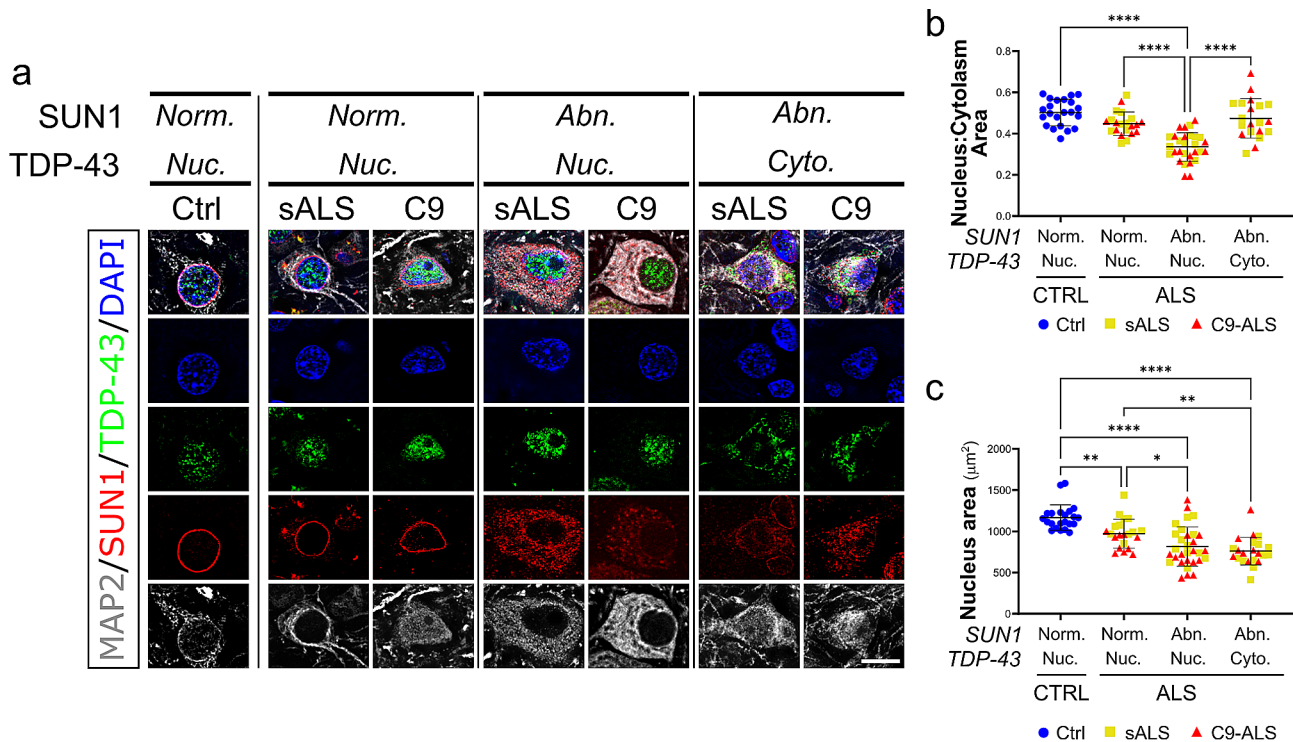 a
SUN1 Norm. Norm. Abn. Abn.
TDP-43 Nuc. Nuc. Nuc. Cyto.
Ctrl sALS C9 sALS C9 sALS C9
MAP2/SUN1/TDP-43/DAPI
b
**** 
**** ****
Nucleus:Cytolasm
Area
0.8
0.6
0.4
0.2
0.0
SUN1 Norm. Norm. Abn. Abn.
TDP-43 Nuc. Nuc. Nuc. Cyto.
CTRL ALS
Ctrl sALS C9-ALS
c
****
**
****
** *
Nucleus area (μm²)
2000
1500
1000
500
0
SUN1 Norm. Norm. Abn. Abn.
TDP-43 Nuc. Nuc. Nuc. Cyto.
CTRL ALS
Ctrl sALS C9-ALS